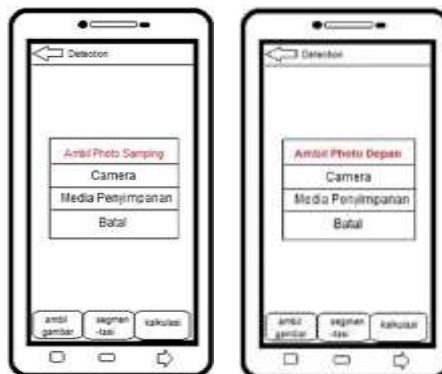 Detection
Ambil Photo Samping
Camera
Media Penyimpanan
Batal
ambil
gambar
segmen
-tasi
kalkulasi
Detection
Ambil Photo Depan
Camera
Media Penyimpanan
Batal
ambil
gambar
segmen
-tasi
kalkulasi